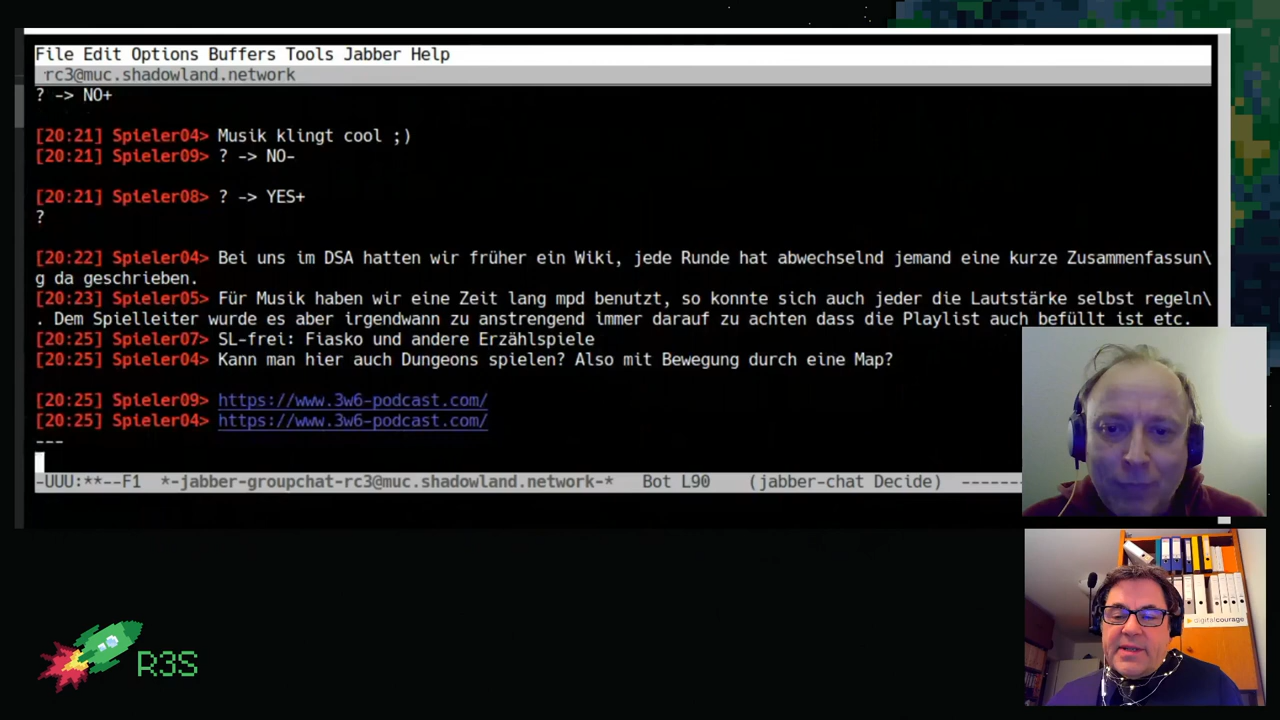 File Edit Options Buffers Tools Jabber Help
rc3@muc.shadowland.network
? -> NO+
[20:21] Spieler04> Musik klingt cool ;)
[20:21] Spieler09> ? -> NO-
[20:21] Spieler08> ? -> YES+
?
[20:22] Spieler04> Bei uns im DSA hatten wir früher ein Wiki, jede Runde hat abwechselnd jemand eine kurze Zusammenfassun\
g da geschrieben.
[20:23] Spieler05> Für Musik haben wir eine Zeit lang mpd benutzt, so konnte sich auch jeder die Lautstärke selbst regeln\
. Dem Spielleiter wurde es aber irgendwann zu anstrengend immer darauf zu achten dass die Playlist auch befüllt ist etc.
[20:25] Spieler07> SL-frei: Fiasko und andere Erzählspiele
[20:25] Spieler04> Kann man hier auch Dungeons spielen? Also mit Bewegung durch eine Map?
[20:25] Spieler09> https://www.3w6-podcast.com/
[20:25] Spieler04> https://www.3w6-podcast.com/
---
-UUU:**--F1 *-jabber-groupchat-rc3@muc.shadowland.network-* Bot L90 (jabber-chat Decide) ------
digitalcourage
R3S